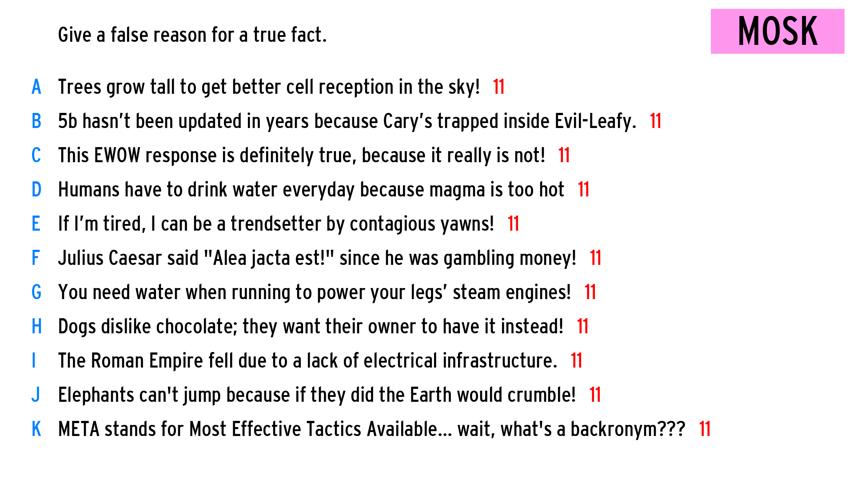 MOSK
Give a false reason for a true fact.
A Trees grow tall to get better cell reception in the sky! 11
B 5b hasn’t been updated in years because Cary’s trapped inside Evil-Leafy. 11
C This EWOW response is definitely true, because it really is not! 11
D Humans have to drink water everyday because magma is too hot 11
E If I’m tired, I can be a trendsetter by contagious yawns! 11
F Julius Caesar said "Alea jacta est!" since he was gambling money! 11
G You need water when running to power your legs’ steam engines! 11
H Dogs dislike chocolate; they want their owner to have it instead! 11
I The Roman Empire fell due to a lack of electrical infrastructure. 11
J Elephants can't jump because if they did the Earth would crumble! 11
K META stands for Most Effective Tactics Available... wait, what's a backronym??? 11